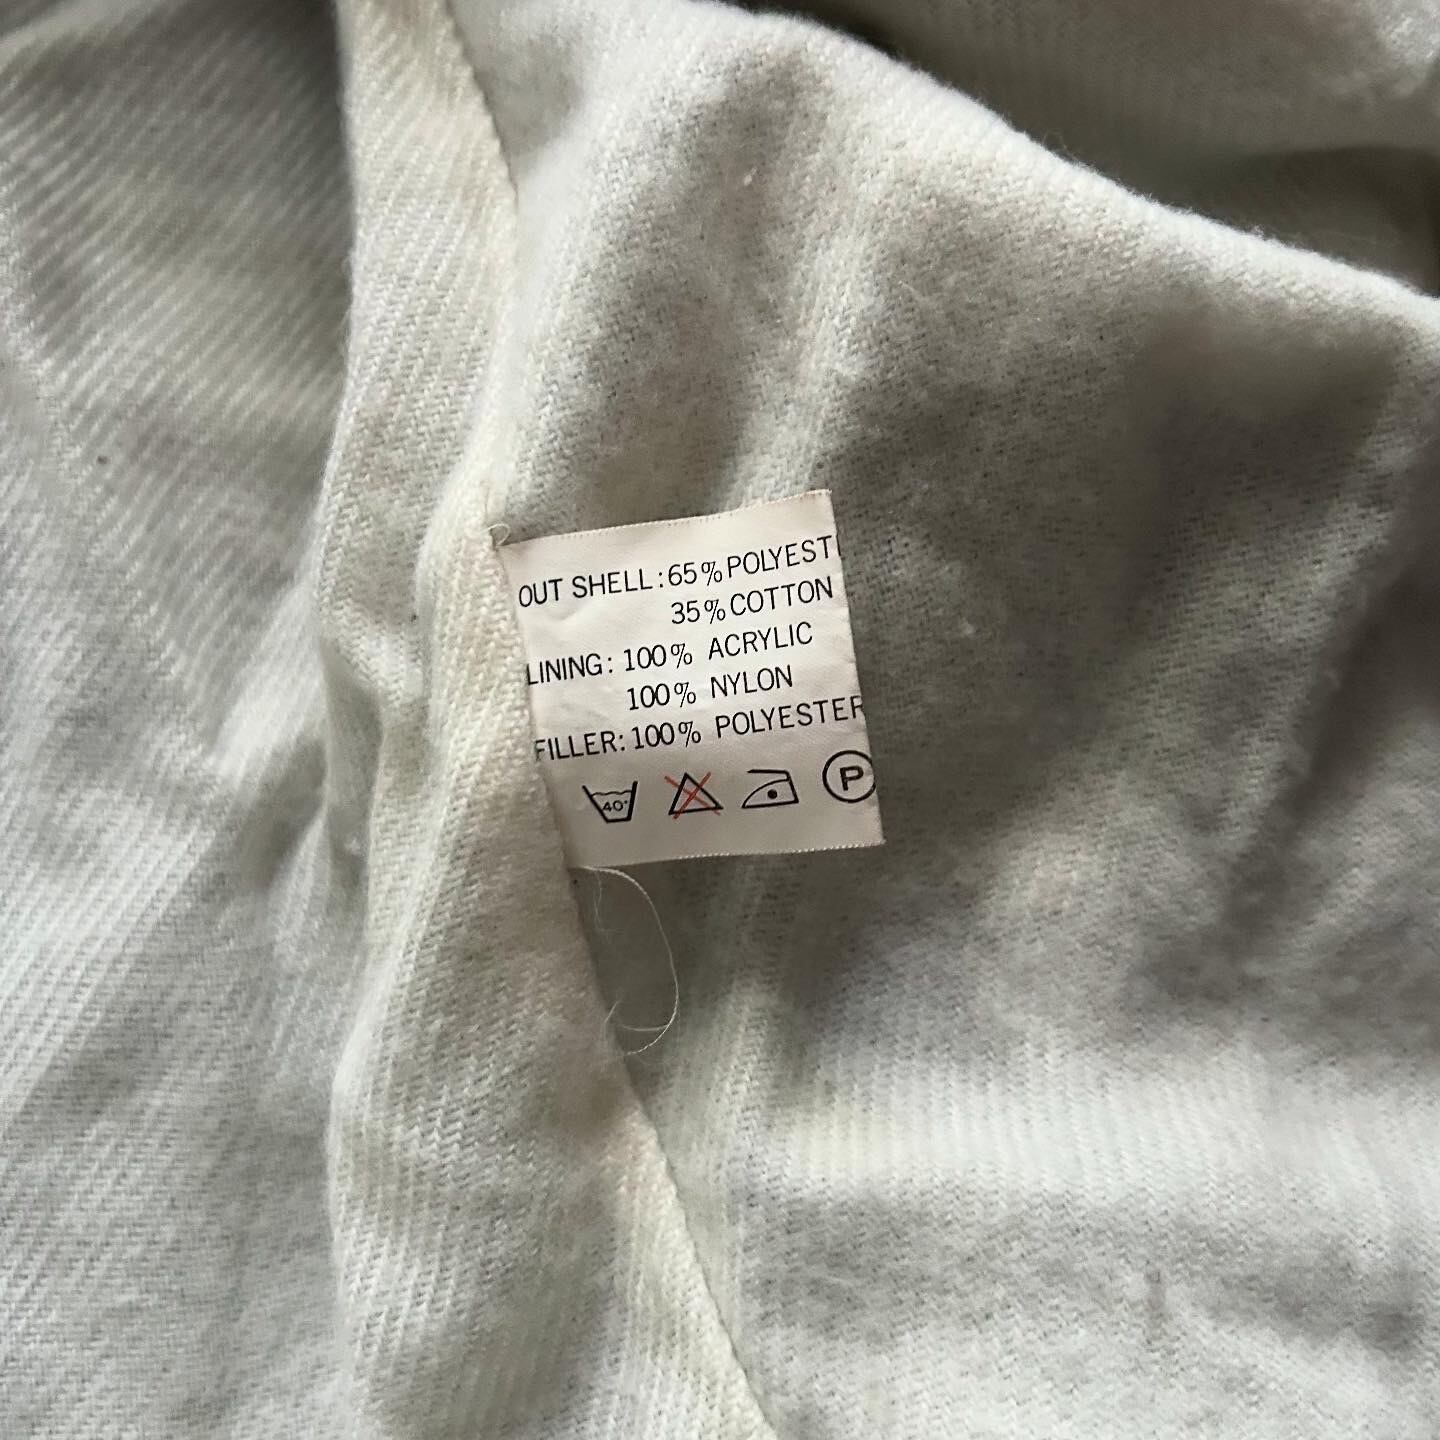 OUT SHELL: 65% POLYEST
35% COTTON
LINING: 100% ACRYLIC
100% NYLON
FILLER: 100% POLYESTER
40° P